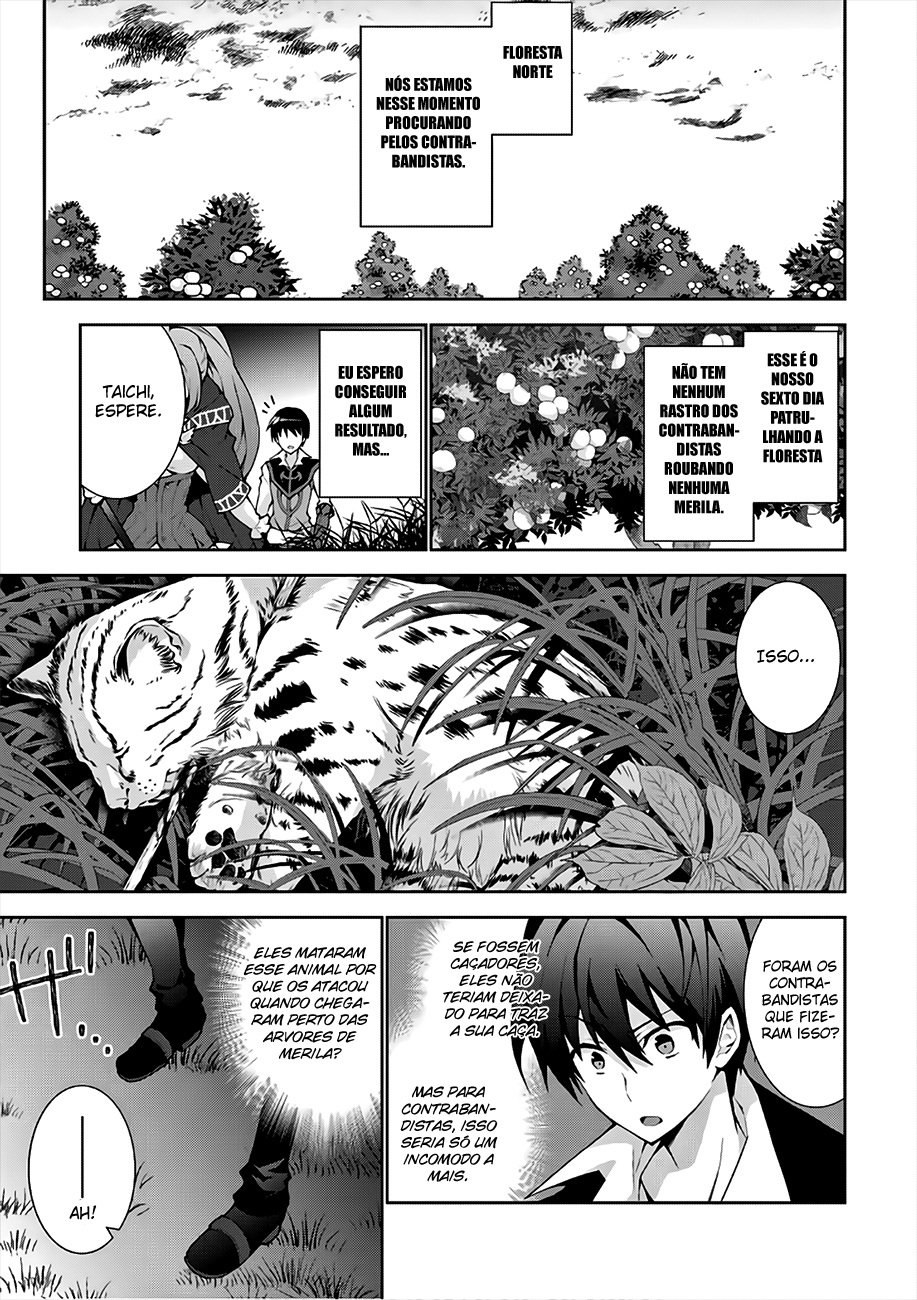 FLORESTA
NORTE
NÓS ESTAMOS
NESSE MOMENTO
PROCURANDO
PELOS CONTRA-
BANDISTAS.
ESSE É O
NOSSO
SEXTO DIA
PATRU-
LHANDO A
FLORESTA
NÃO TEM
NENHUM
RASTRO DOS
CONTRABAN-
DISTAS
ROUBANDO
NENHUMA
MERILA.
EU ESPERO
CONSEGUIR
ALGUM
RESULTADO,
MAS...
TAICHI,
ESPERE.
ISSO...
FORAM OS
CONTRA-
BANDISTAS
QUE FIZE-
RAM ISSO?
SE FOSSEM
CAÇADORES,
ELES NÃO
TERIAM DEIXA-
DO PARA TRAZ
A SUA CAÇA.
MAS PARA
CONTRABAN-
DISTAS, ISSO
SERIA SÓ UM
INCOMODO A
MAIS.
ELES MATARAM
ESSE ANIMAL POR
QUE OS ATACOU
QUANDO CHEGA-
RAM PERTO DAS
ARVORES DE
MERILA?
AH!